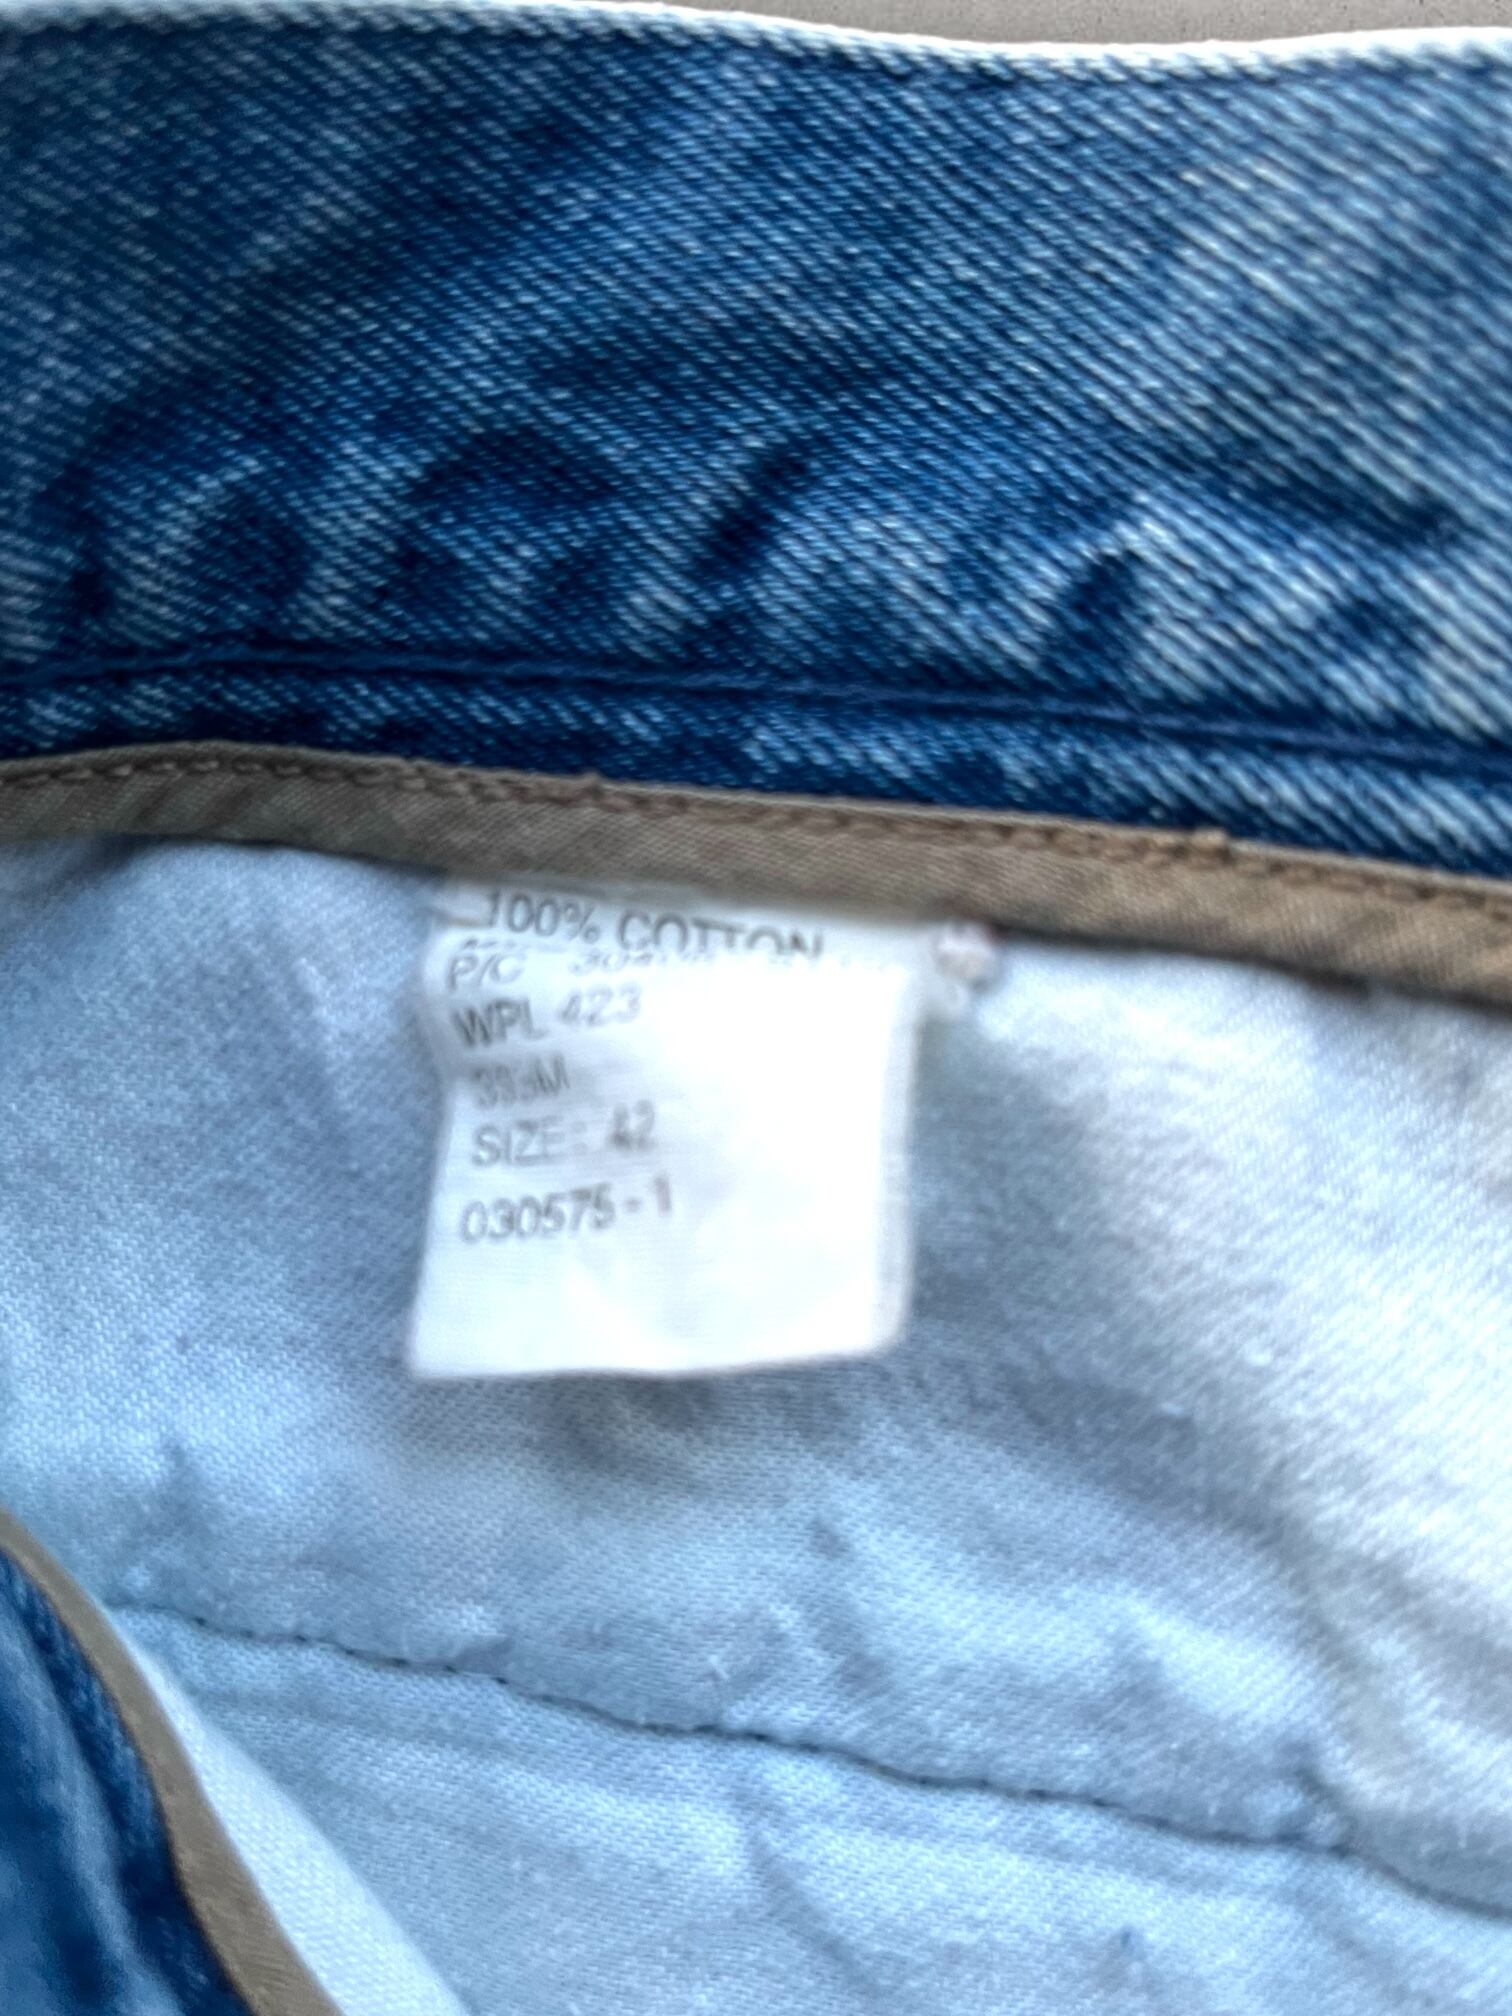 100% COTTON
P/C
WPL 423
SIZE: 42
030575-1